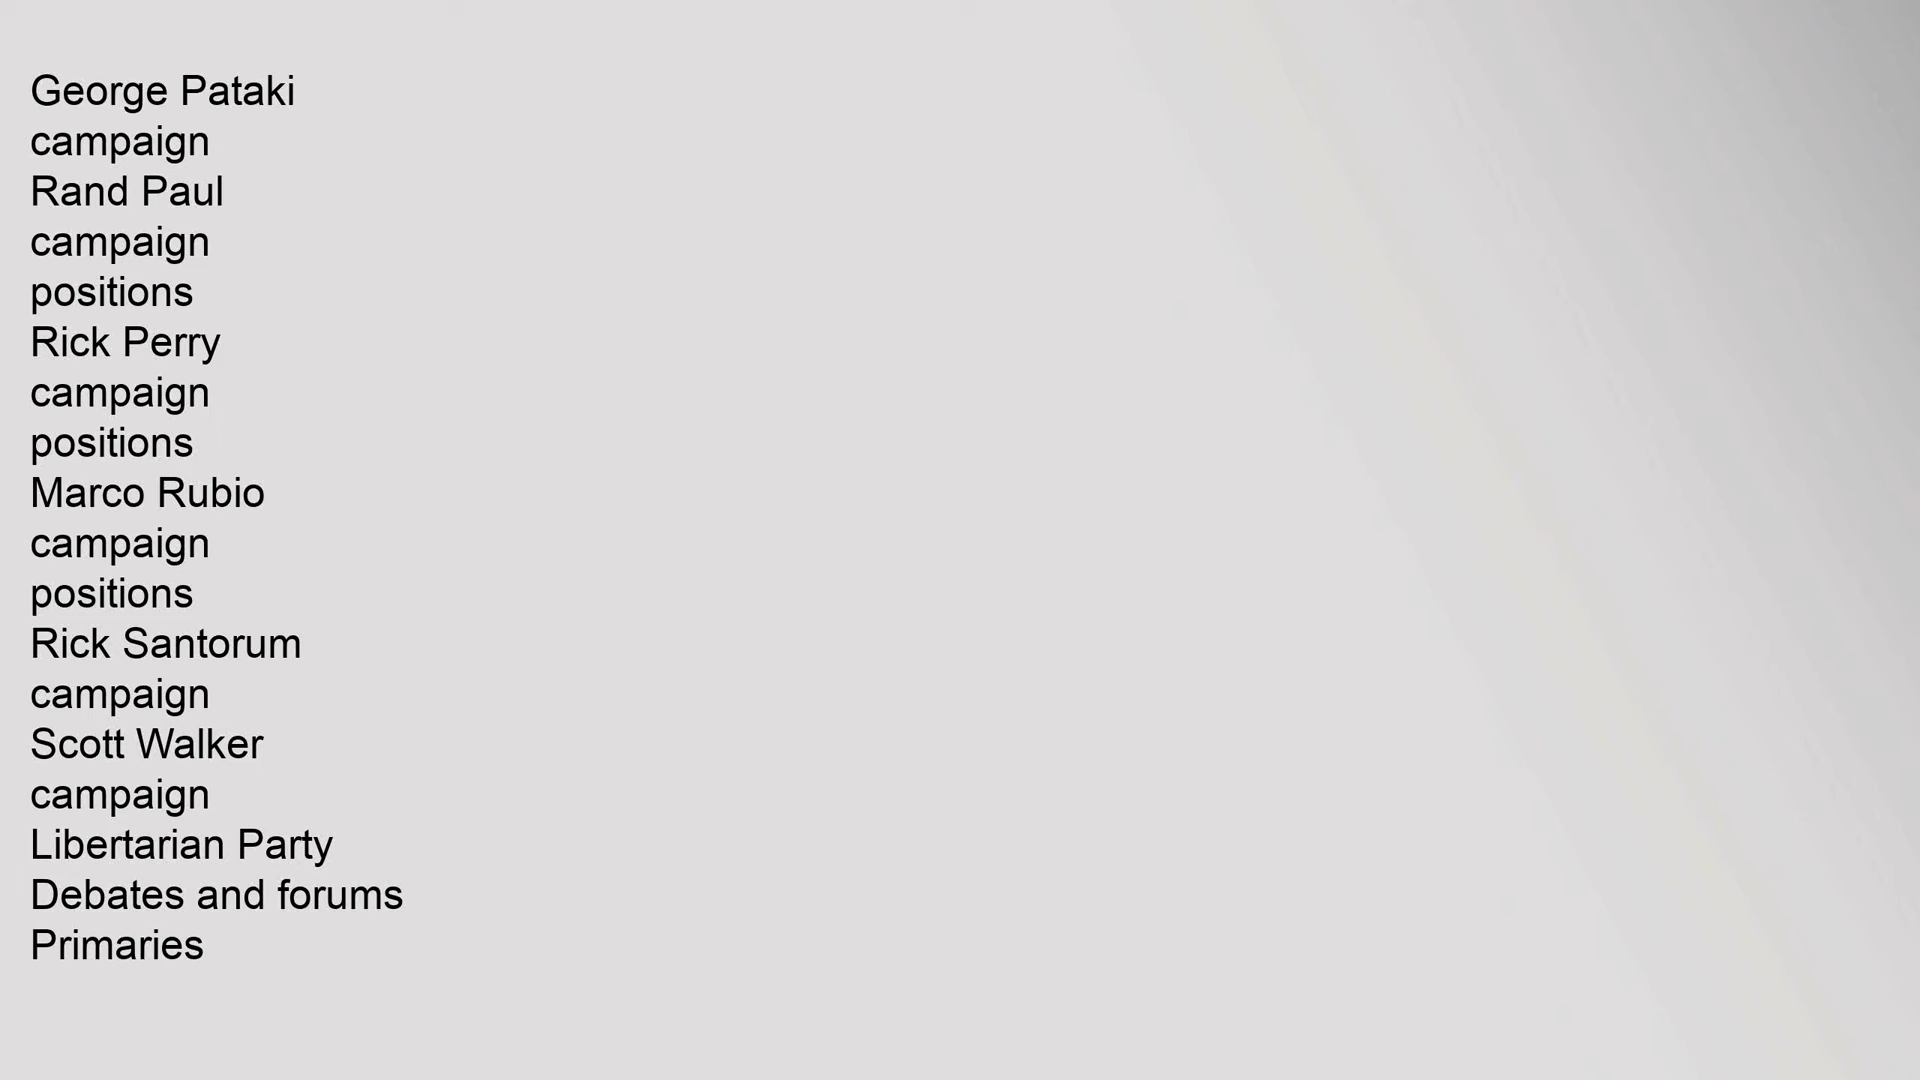 George Pataki
campaign
Rand Paul
campaign
positions
Rick Perry
campaign
positions
Marco Rubio
campaign
positions
Rick Santorum
campaign
Scott Walker
campaign
Libertarian Party
Debates and forums
Primaries